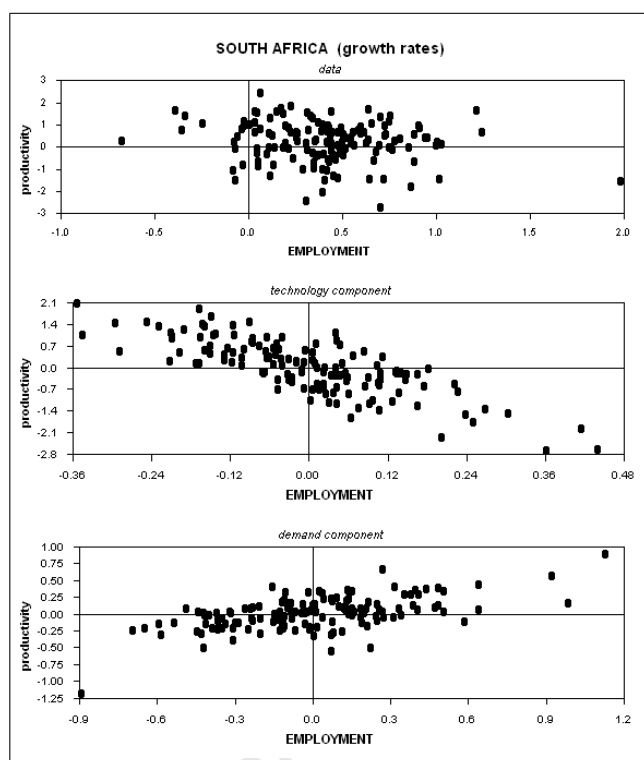 SOUTH AFRICA (growth rates)
data
3
2
1
0
-1
-2
-3
productivity
-1.0 -0.5 0.0 0.5 1.0 1.5 2.0
EMPLOYMENT
technology component
2.1
1.4
0.7
0.0
-0.7
-1.4
-2.1
-2.8
productivity
-0.36 -0.24 -0.12 0.00 0.12 0.24 0.36 0.48
EMPLOYMENT
demand component
1.00
0.75
0.50
0.25
0.00
-0.25
-0.50
-0.75
-1.00
-1.25
productivity
-0.9 -0.6 -0.3 0.0 0.3 0.6 0.9 1.2
EMPLOYMENT